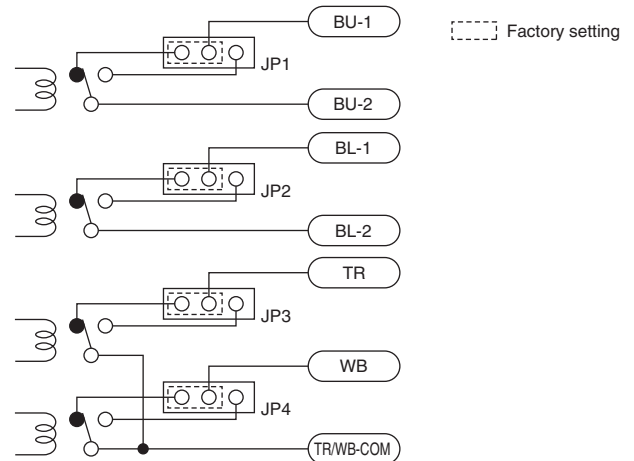 BU-1
Factory setting
JP1
BU-2
BL-1
JP2
BL-2
TR
JP3
WB
JP4
TR/WB-COM